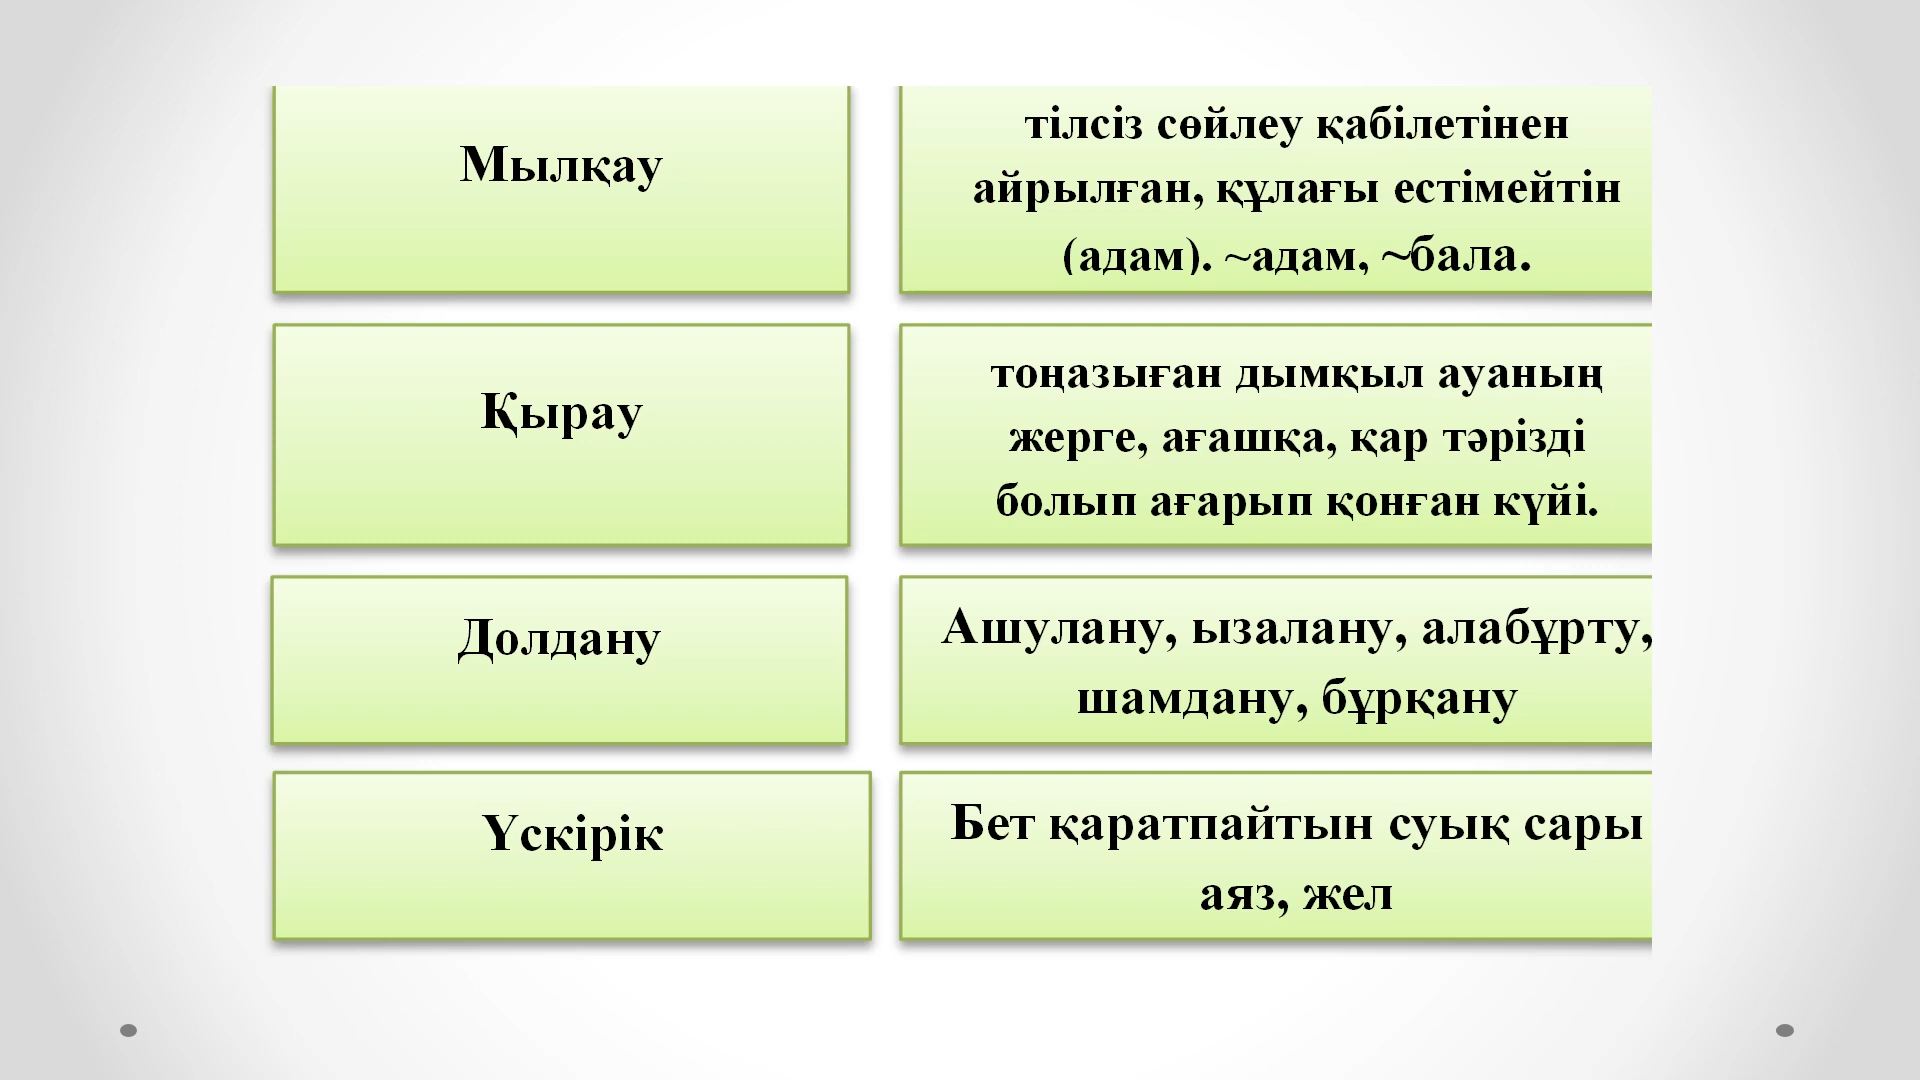 Мылқау
тілсіз сөйлеу қабілетінен
айрылған, құлағы естімейтін
(адам). ~адам, ~бала.
Қырау
тоңазыған дымқыл ауаның
жерге, ағашқа, қар тәрізді
болып ағарып қонған күйі.
Долдану
Ашулану, ызалану, алабұрту,
шамдану, бұрқану
Үскірік
Бет қаратпайтын суық сары
аяз, жел